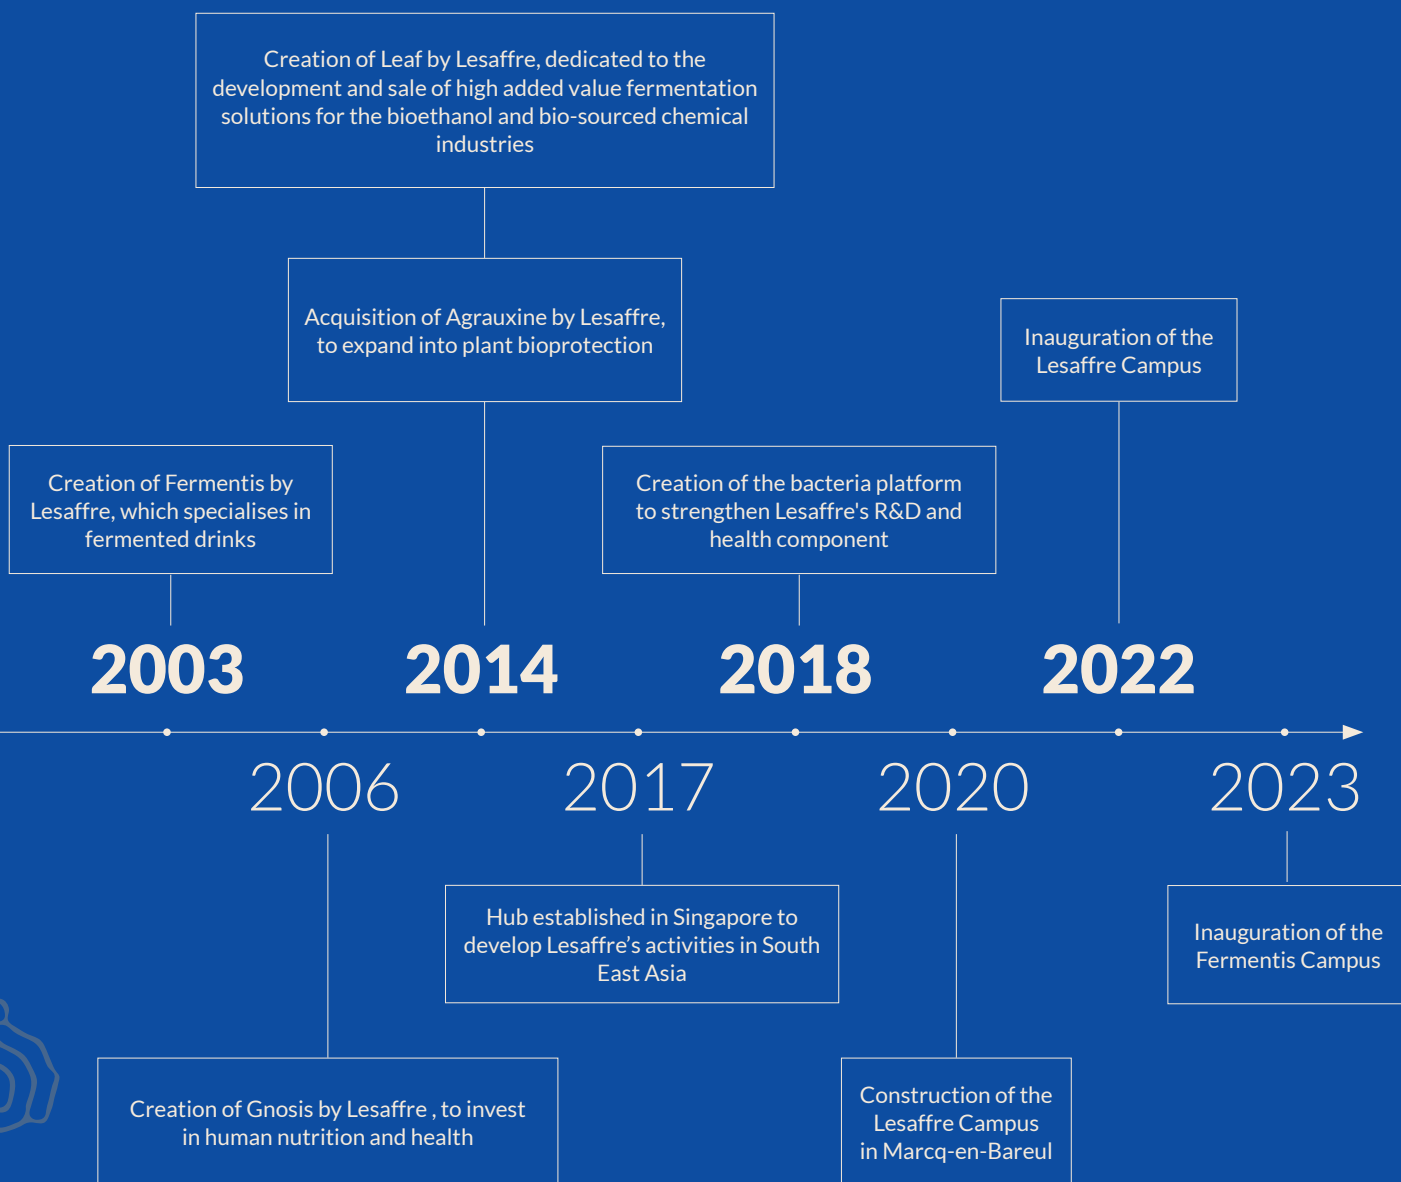 Creation of Leaf by Lesaffre, dedicated to the
development and sale of high added value fermentation
solutions for the bioethanol and bio-sourced chemical
industries
Acquisition of Agrauxine by Lesaffre,
to expand into plant bioprotection
Inauguration of the
Lesaffre Campus
Creation of Fermentis by
Lesaffre, which specialises in
fermented drinks
Creation of the bacteria platform
to strengthen Lesaffre's R&D and
health component
2003
2014
2018
2022
2006
2017
2020
2023
Hub established in Singapore to
develop Lesaffre’s activities in South
East Asia
Inauguration of the
Fermentis Campus
Creation of Gnosis by Lesaffre , to invest
in human nutrition and health
Construction of the
Lesaffre Campus
in Marcq-en-Bareul